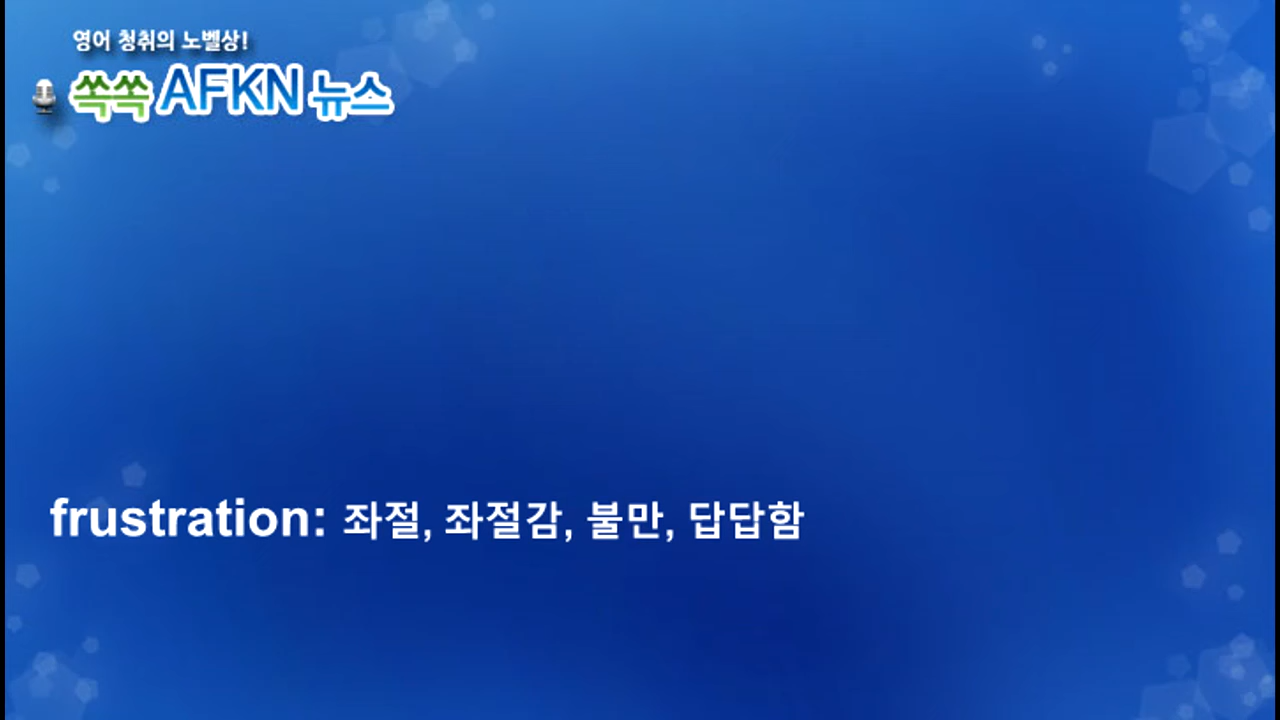 영어 청취의 노벨상!
쏙쏙 AFKN 뉴스
frustration: 좌절, 좌절감, 불만, 답답함